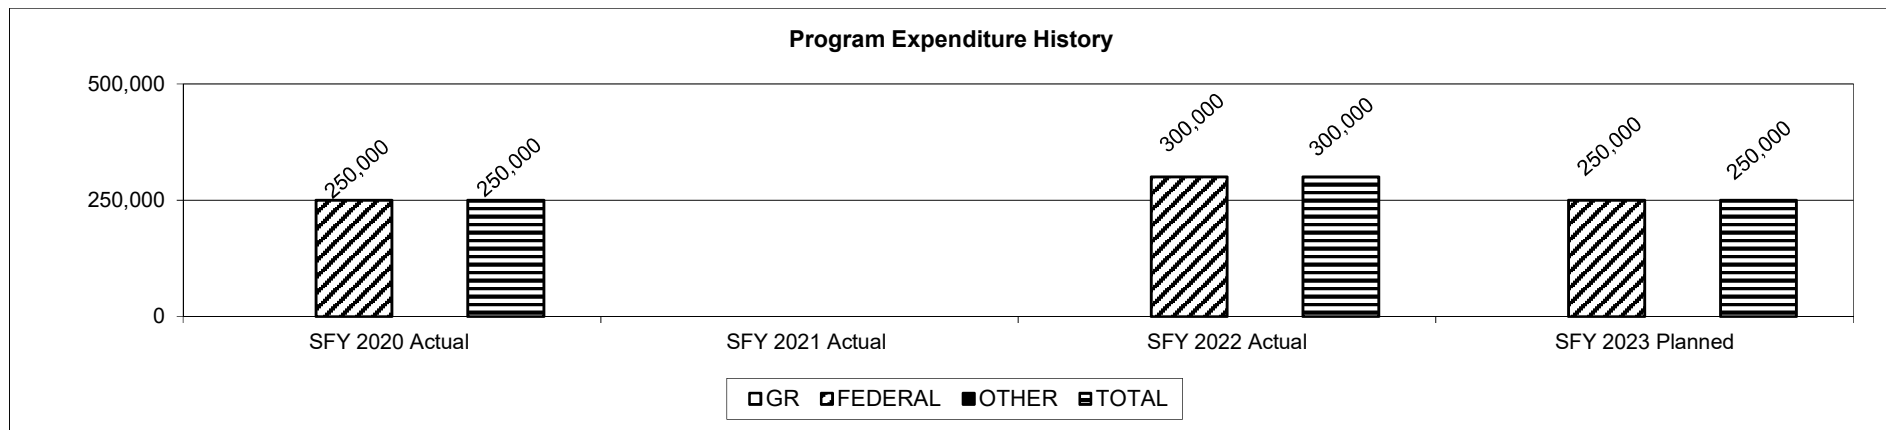 Program Expenditure History
500,000
250,000
0
250,000
250,000
300,000
300,000
250,000
250,000
SFY 2020 Actual
SFY 2021 Actual
SFY 2022 Actual
SFY 2023 Planned
GR FEDERAL OTHER TOTAL